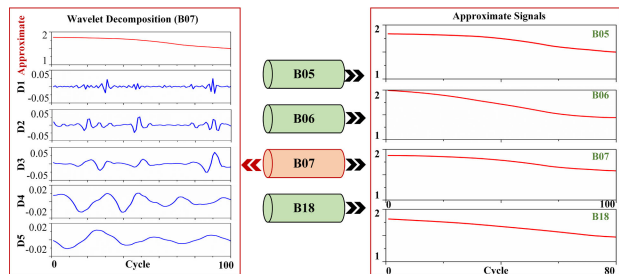 Wavelet Decomposition (B07)
Approximate
2
1
D1
0.05
-0.05
D2
0.05
-0.05
D3
0.05
-0.05
D4
0.02
-0.02
D5
0.02
-0.02
0
Cycle
100
B05
B06
B07
B18
Approximate Signals
B05
2
1
B06
2
1
B07
2
1
0
100
B18
2
1
0
Cycle
80